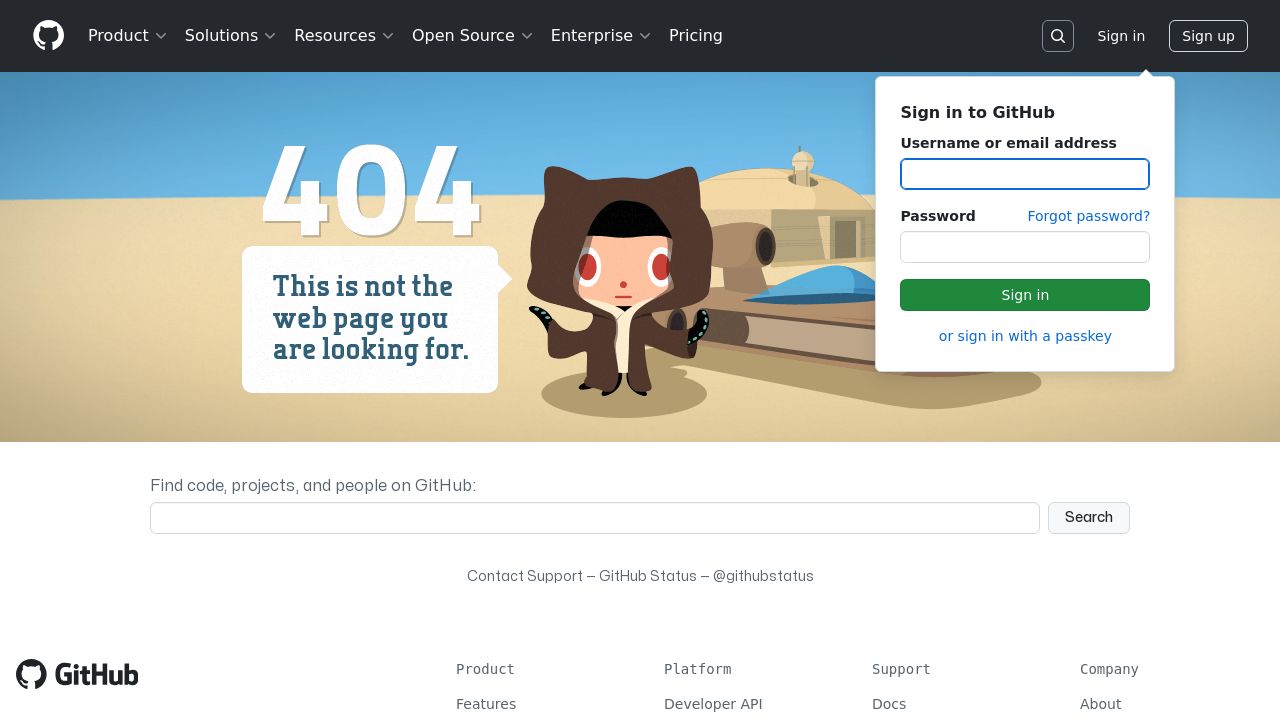 Product Solutions Resources Open Source Enterprise Pricing Sign in Sign up
Sign in to GitHub
Username or email address
Password Forgot password?
Sign in
or sign in with a passkey
404
This is not the
web page you
are looking for.
Find code, projects, and people on GitHub:
Search
Contact Support — GitHub Status — @githubstatus
GitHub
Product Platform Support Company
Features Developer API Docs About